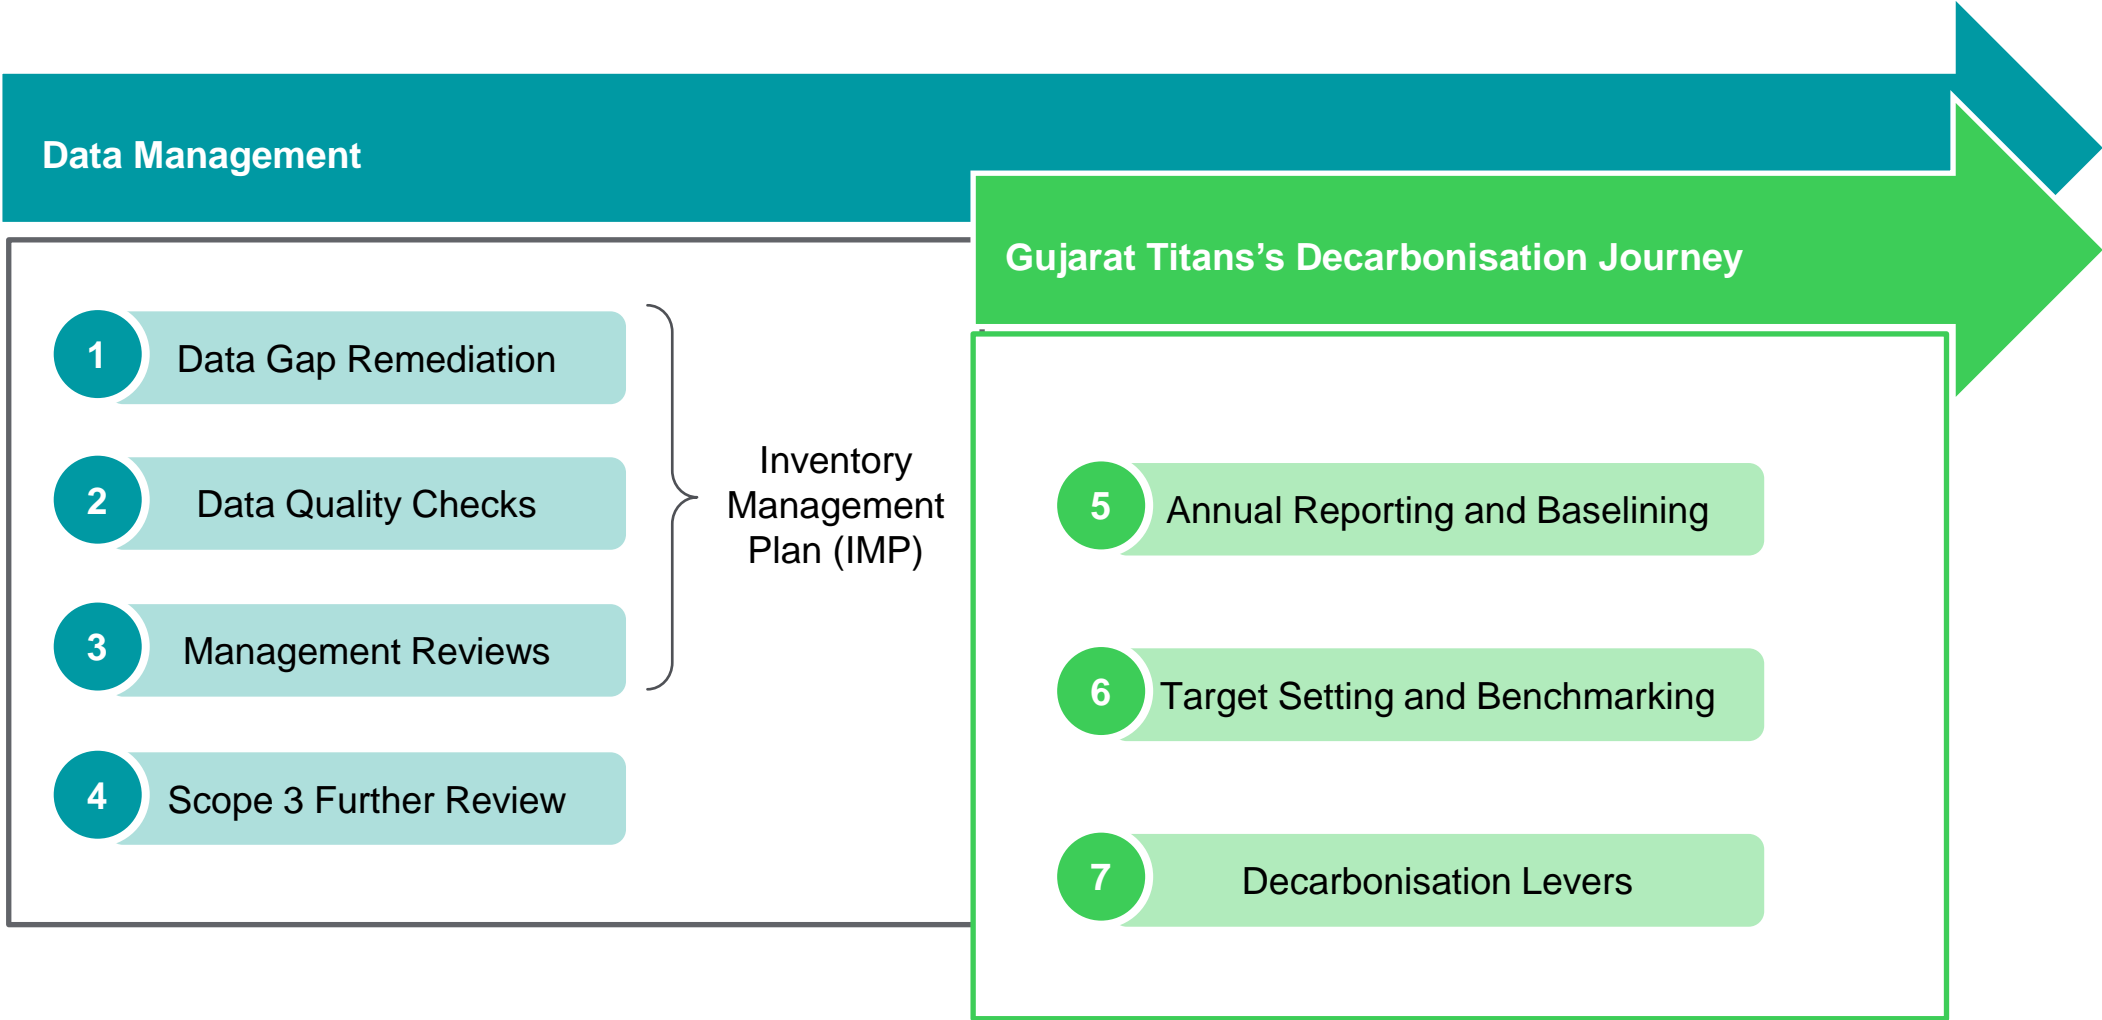 Data Management
Gujarat Titans’s Decarbonisation Journey
1
Data Gap Remediation
2
Data Quality Checks
3
Management Reviews
4
Scope 3 Further Review
Inventory
Management
Plan (IMP)
5
Annual Reporting and Baselining
6
Target Setting and Benchmarking
7
Decarbonisation Levers